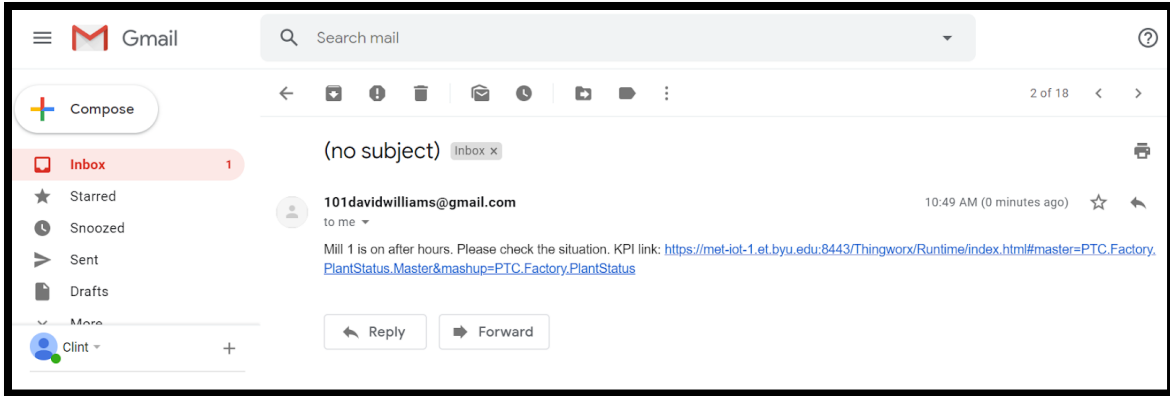 Gmail
Search mail
Compose
2 of 18
(no subject)
Inbox x
Inbox 1
Starred
101davidwilliams@gmail.com
10:49 AM (0 minutes ago)
to me
Snoozed
Mill 1 is on after hours. Please check the situation. KPI link: https://met-iot-1.et.byu.edu:8443/Thingworx/Runtime/index.html#master=PTC.Factory.
PlantStatus.Master&mashup=PTC.Factory.PlantStatus
Sent
Drafts
More
Reply
Forward
Clint